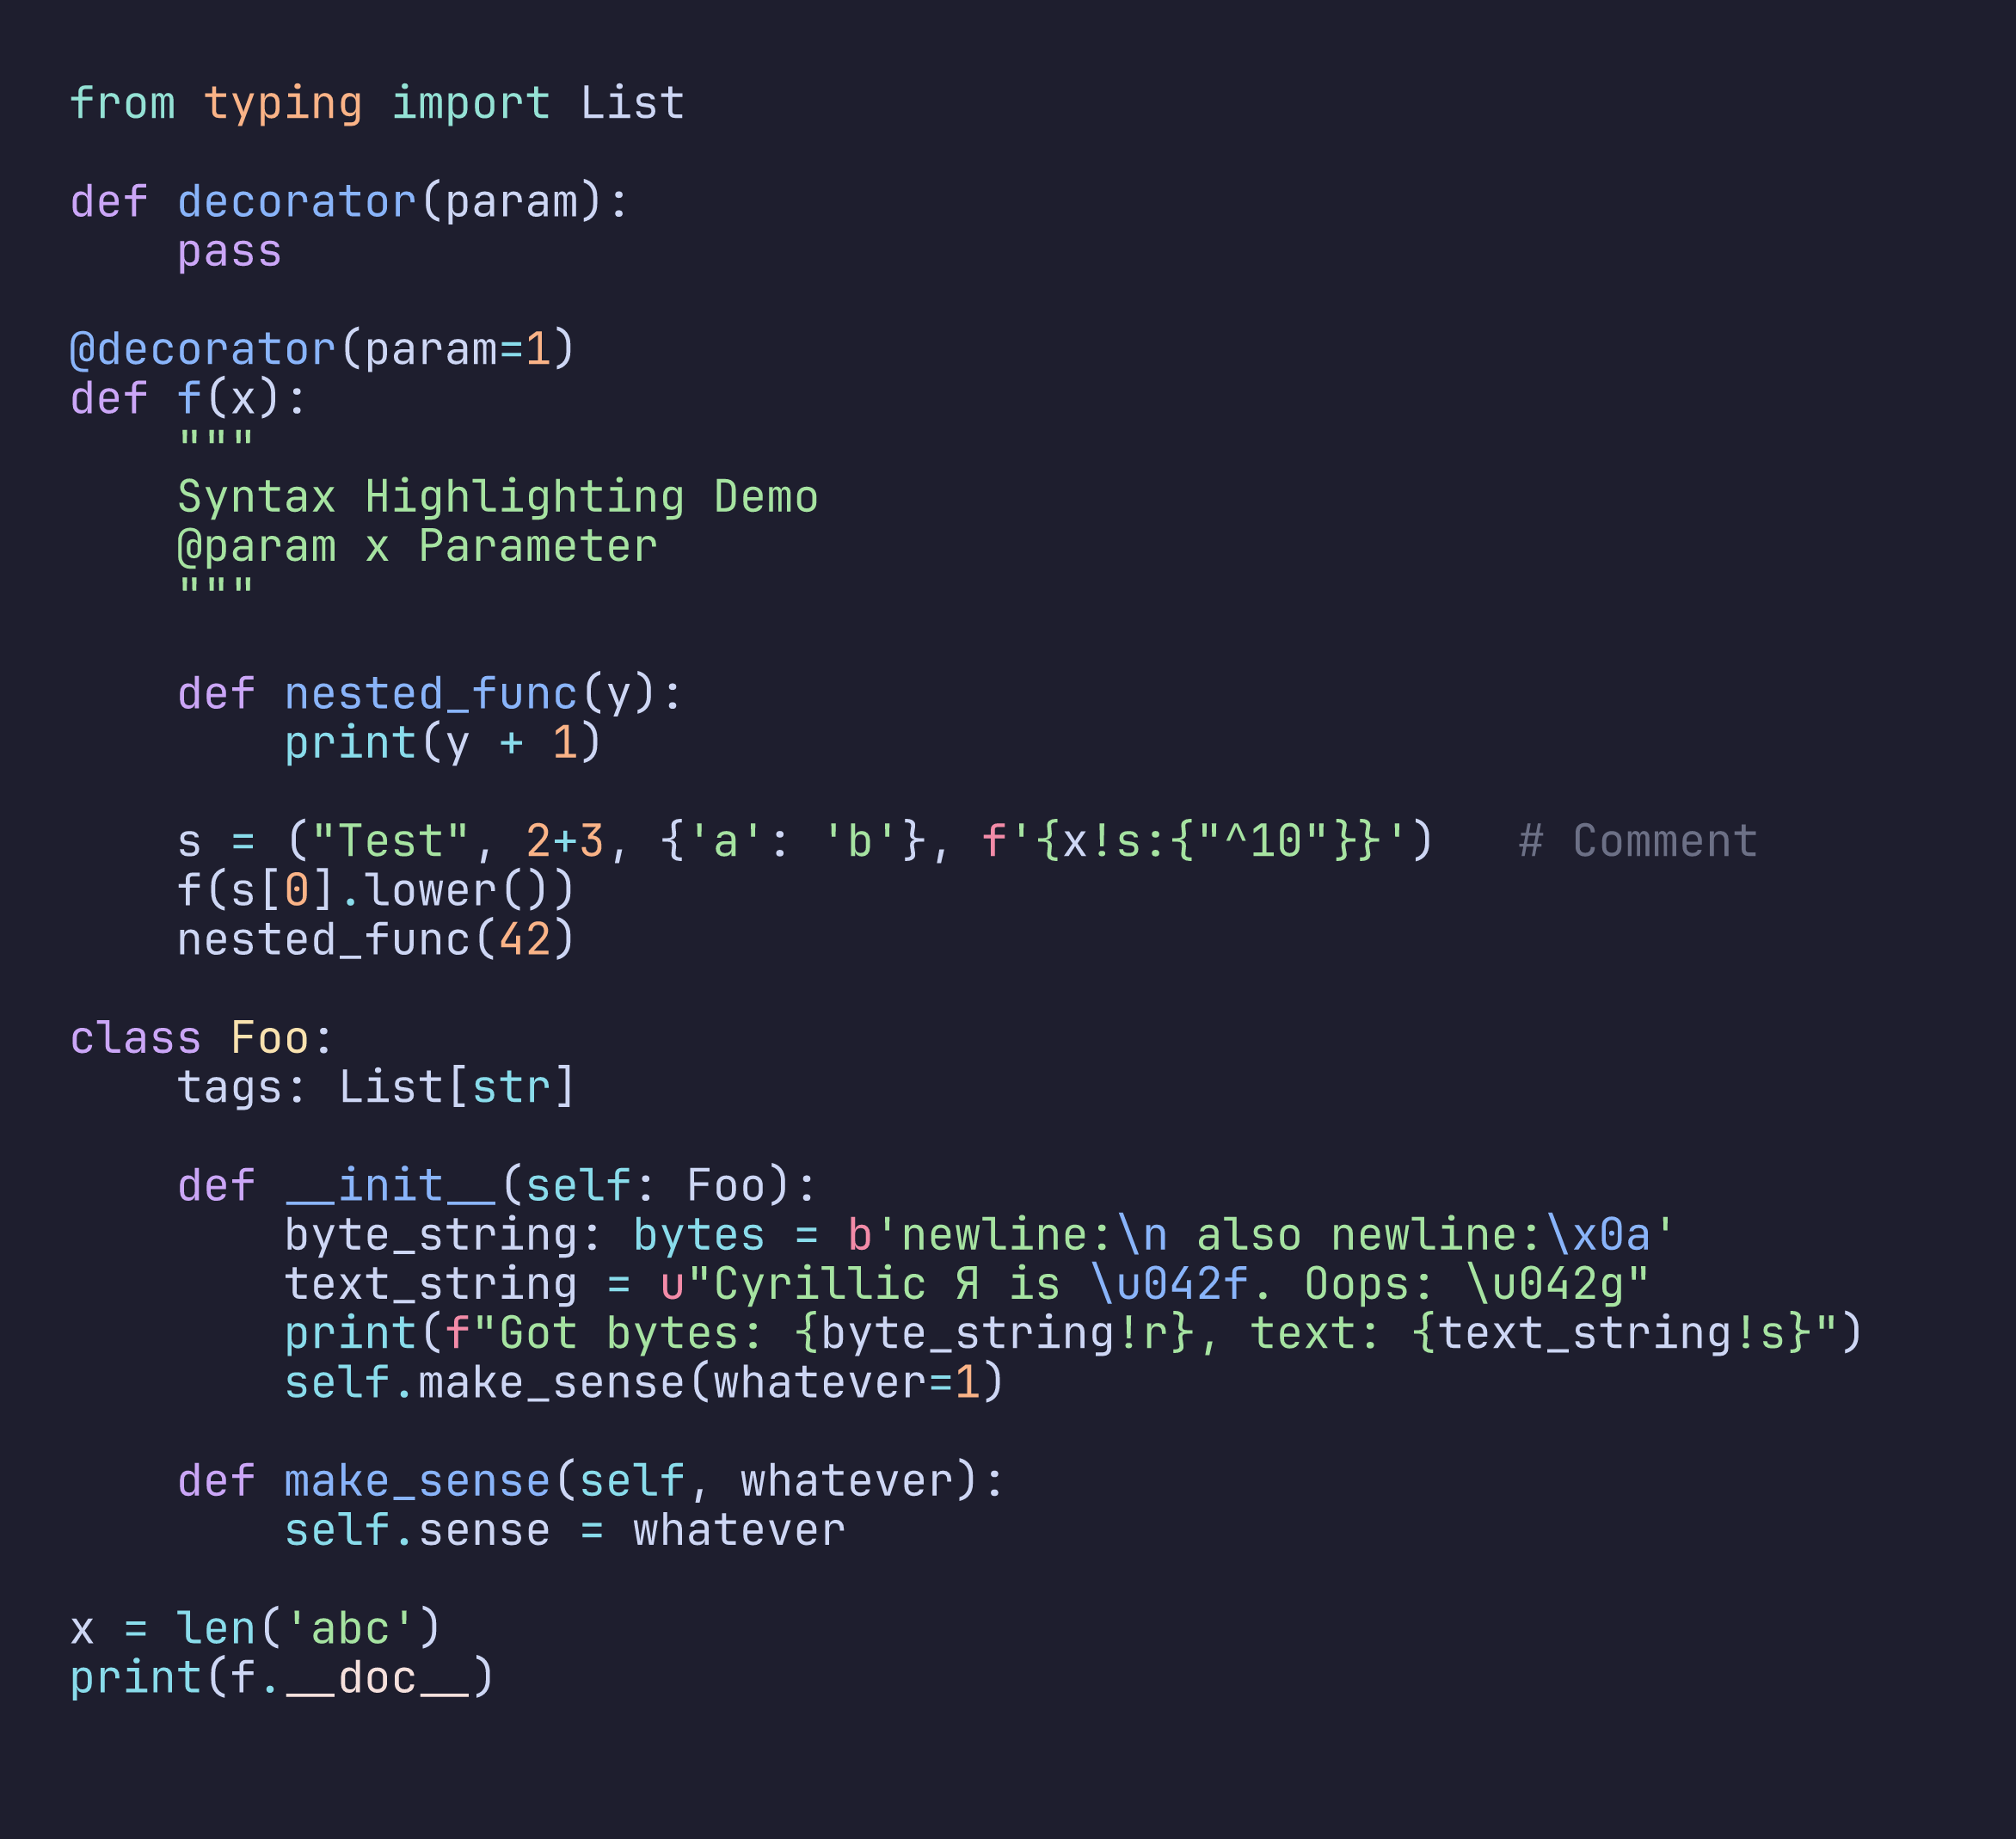 from typing import List

def decorator(param):
    pass

@decorator(param=1)
def f(x):
    """
    Syntax Highlighting Demo
    @param x Parameter
    """

    def nested_func(y):
        print(y + 1)

    s = ("Test", 2+3, {'a': 'b'}, f'{x!s:{"^10"}}')   # Comment
    f(s[0].lower())
    nested_func(42)

class Foo:
    tags: List[str]

    def __init__(self: Foo):
        byte_string: bytes = b'newline:\n also newline:\x0a'
        text_string = u"Cyrillic Я is \u042f. Oops: \u042g"
        print(f"Got bytes: {byte_string!r}, text: {text_string!s}")
        self.make_sense(whatever=1)

    def make_sense(self, whatever):
        self.sense = whatever

x = len('abc')
print(f.__doc__)